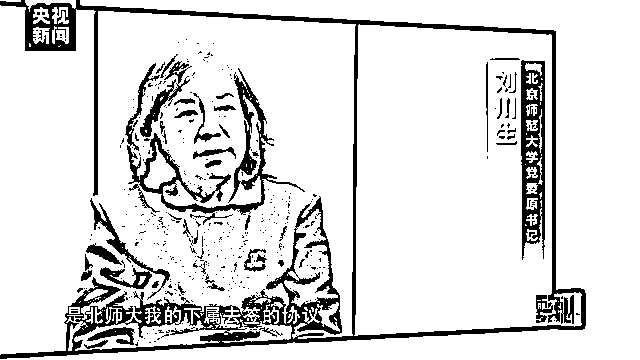 央视
新闻
刘川生
北京师范大学党委原书记
是北师大我的下属去签的协议